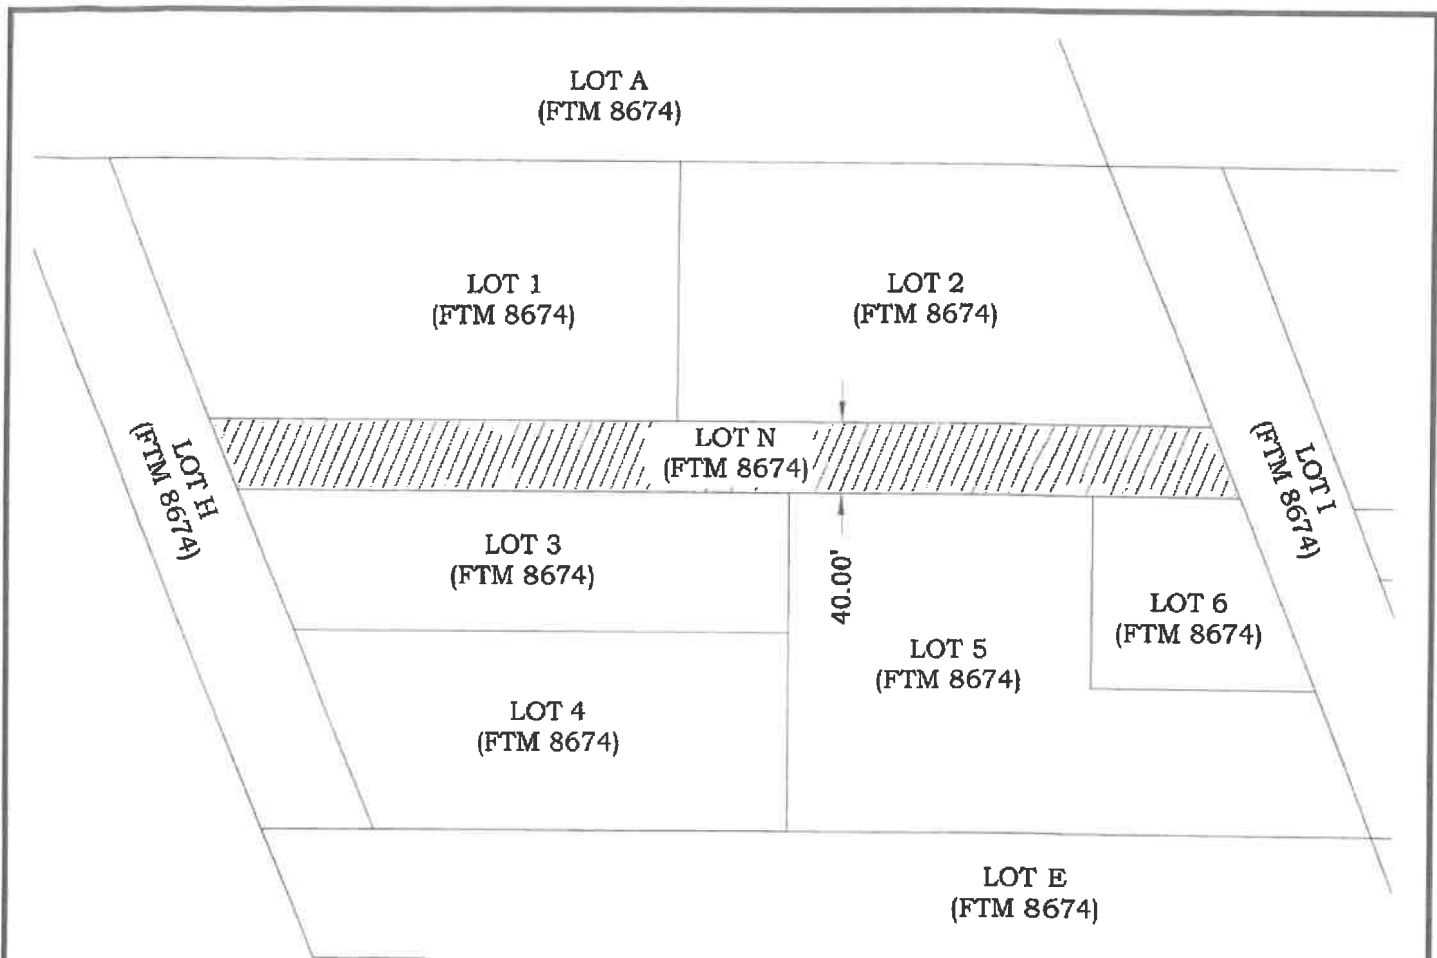 LOT A
(FTM 8674)
LOT 1
(FTM 8674)
LOT 2
(FTM 8674)
LOT H
(FTM 8674)
LOT N
(FTM 8674)
LOT I
(FTM 8674)
LOT 3
(FTM 8674)
40.00'
LOT 6
(FTM 8674)
LOT 5
(FTM 8674)
LOT 4
(FTM 8674)
LOT E
(FTM 8674)